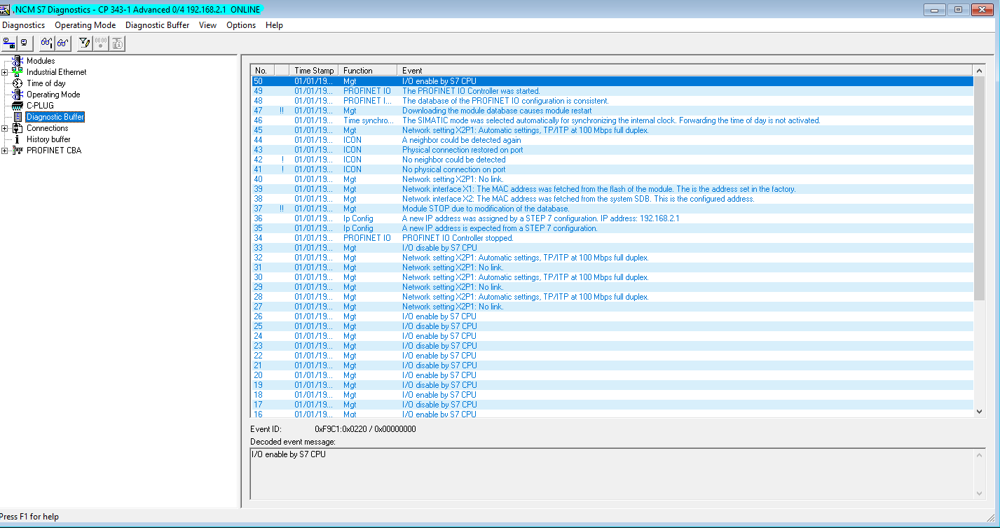 NCM S7 Diagnostics - CP 343-1 Advanced 0/4 192.168.2.1 ONLINE
Diagnostics Operating Mode Diagnostic Buffer View Options Help
Modules
Industrial Ethernet
Time of day
Operating Mode
C-PLUG
Diagnostic Buffer
Connections
History buffer
PROFINET CBA
No. Time Stamp Function Event
50 01/01/19... Mgt I/O enable by S7 CPU
49 01/01/19... PROFINET IO The PROFINET IO Controller was started.
48 01/01/19... PROFINET I... The database of the PROFINET IO configuration is consistent.
47 !! 01/01/19... Mgt Downloading the module database causes module restart
46 01/01/19... Time synchro... The SIMATIC mode was selected automatically for synchronizing the internal clock. Forwarding the time of day is not activated.
45 01/01/19... Mgt Network setting X2P1: Automatic settings, TP/ITP at 100 Mbps full duplex.
44 01/01/19... ICON A neighbor could be detected again
43 01/01/19... ICON Physical connection restored on port
42 ! 01/01/19... ICON No neighbor could be detected
41 ! 01/01/19... ICON No physical connection on port
40 01/01/19... Mgt Network setting X2P1: No link.
39 01/01/19... Mgt Network interface X1: The MAC address was fetched from the flash of the module. The is the address set in the factory.
38 01/01/19... Mgt Network interface X2: The MAC address was fetched from the system SDB. This is the configured address.
37 !! 01/01/19... Mgt Module STOP due to modification of the database.
36 01/01/19... Ip Config A new IP address was assigned by a STEP 7 configuration. IP address: 192.168.2.1
35 01/01/19... Ip Config A new IP address is expected from a STEP 7 configuration.
34 01/01/19... PROFINET IO PROFINET IO Controller stopped.
33 01/01/19... Mgt I/O disable by S7 CPU
32 01/01/19... Mgt Network setting X2P1: Automatic settings, TP/ITP at 100 Mbps full duplex.
31 01/01/19... Mgt Network setting X2P1: No link.
30 01/01/19... Mgt Network setting X2P1: Automatic settings, TP/ITP at 100 Mbps full duplex.
29 01/01/19... Mgt Network setting X2P1: No link.
28 01/01/19... Mgt Network setting X2P1: Automatic settings, TP/ITP at 100 Mbps full duplex.
27 01/01/19... Mgt Network setting X2P1: No link.
26 01/01/19... Mgt I/O enable by S7 CPU
25 01/01/19... Mgt I/O disable by S7 CPU
24 01/01/19... Mgt I/O enable by S7 CPU
23 01/01/19... Mgt I/O disable by S7 CPU
22 01/01/19... Mgt I/O enable by S7 CPU
21 01/01/19... Mgt I/O disable by S7 CPU
20 01/01/19... Mgt I/O enable by S7 CPU
19 01/01/19... Mgt I/O disable by S7 CPU
18 01/01/19... Mgt I/O enable by S7 CPU
17 01/01/19... Mgt I/O disable by S7 CPU
16 01/01/19... Mgt I/O enable by S7 CPU
Event ID: 0xF9C1:0x0220 / 0x00000000
Decoded event message:
I/O enable by S7 CPU
Press F1 for help